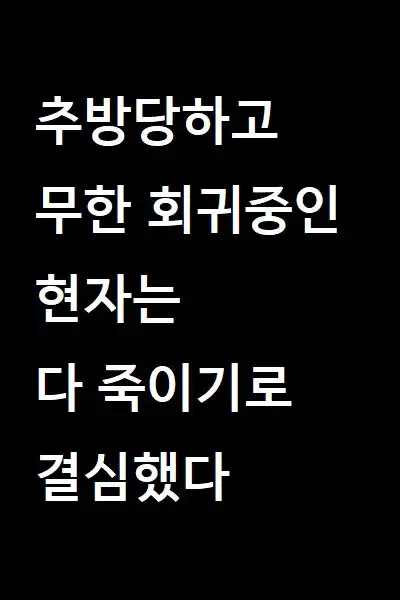 추방당하고
무한 회귀중인
현자는
다 죽이기로
결심했다